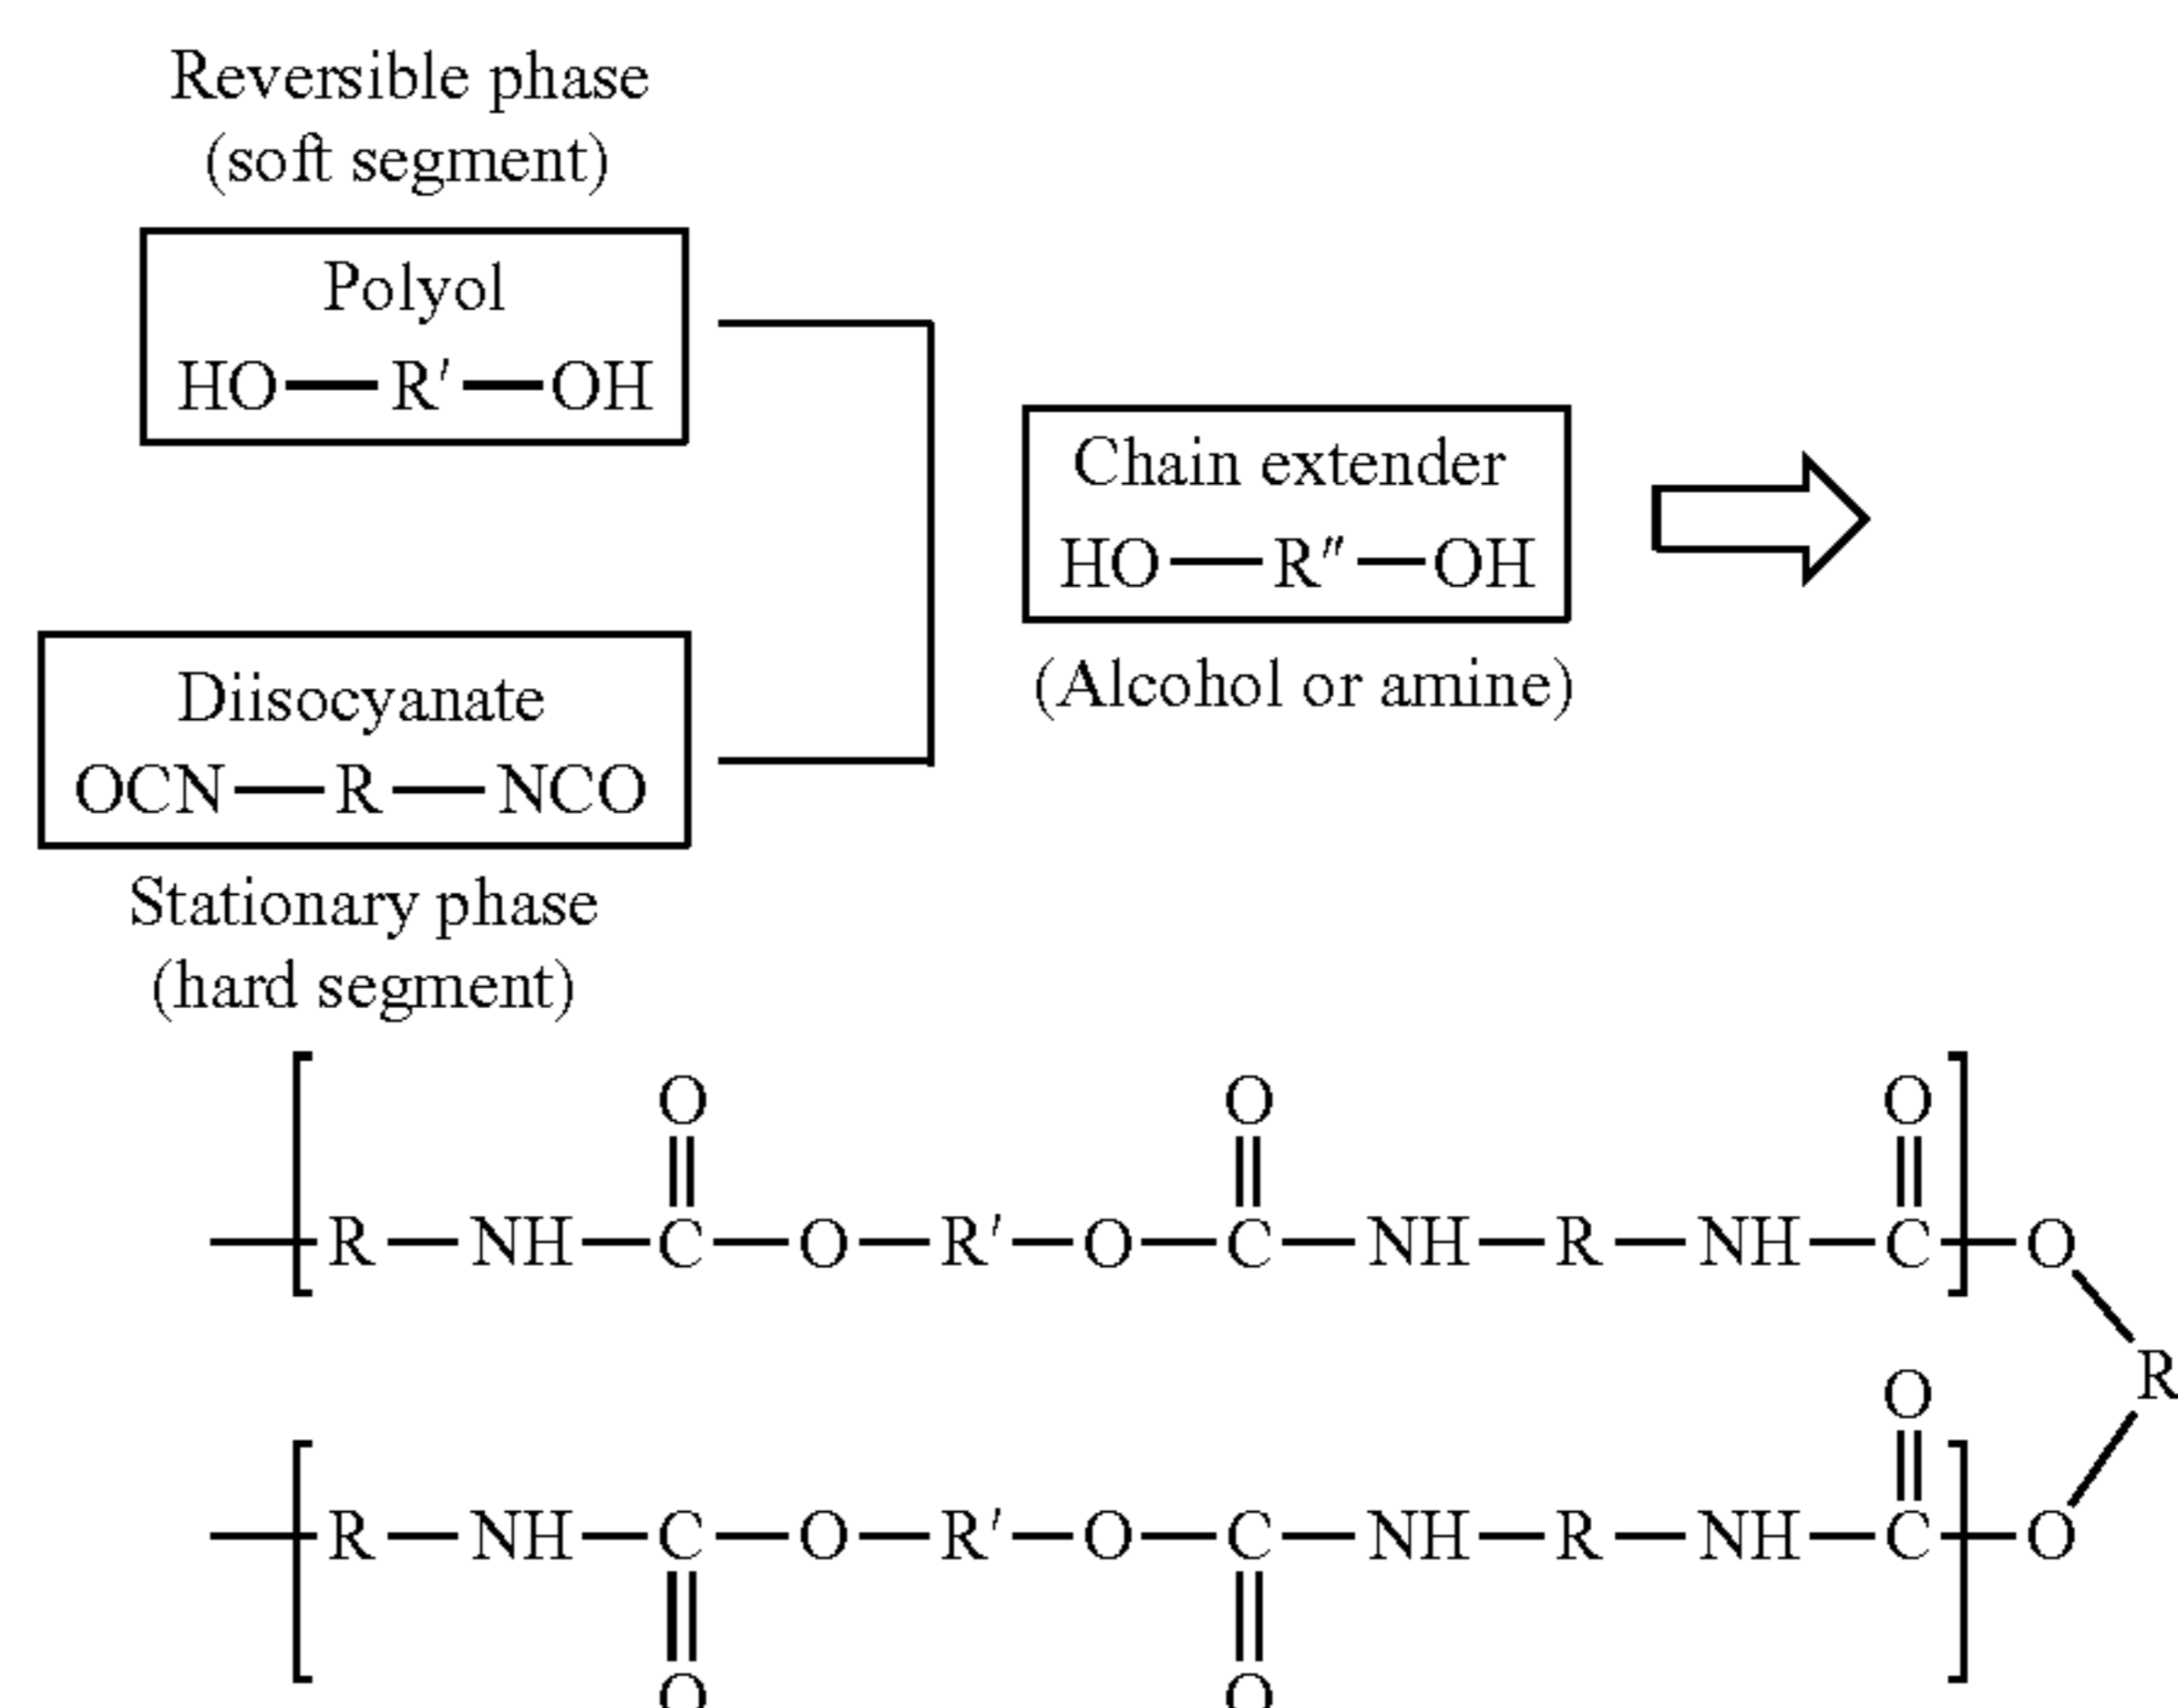 Reversible phase
(soft segment)
Polyol
HO—R′—OH
Chain extender
HO—R″—OH
(Alcohol or amine)
Diisocyanate
OCN—R—NCO
Stationary phase
(hard segment)
O O O
R—NH—C—O—R′—O—C—NH—R—NH—C—O
R
O
R—NH—C—O—R′—O—C—NH—R—NH—C—O
O O